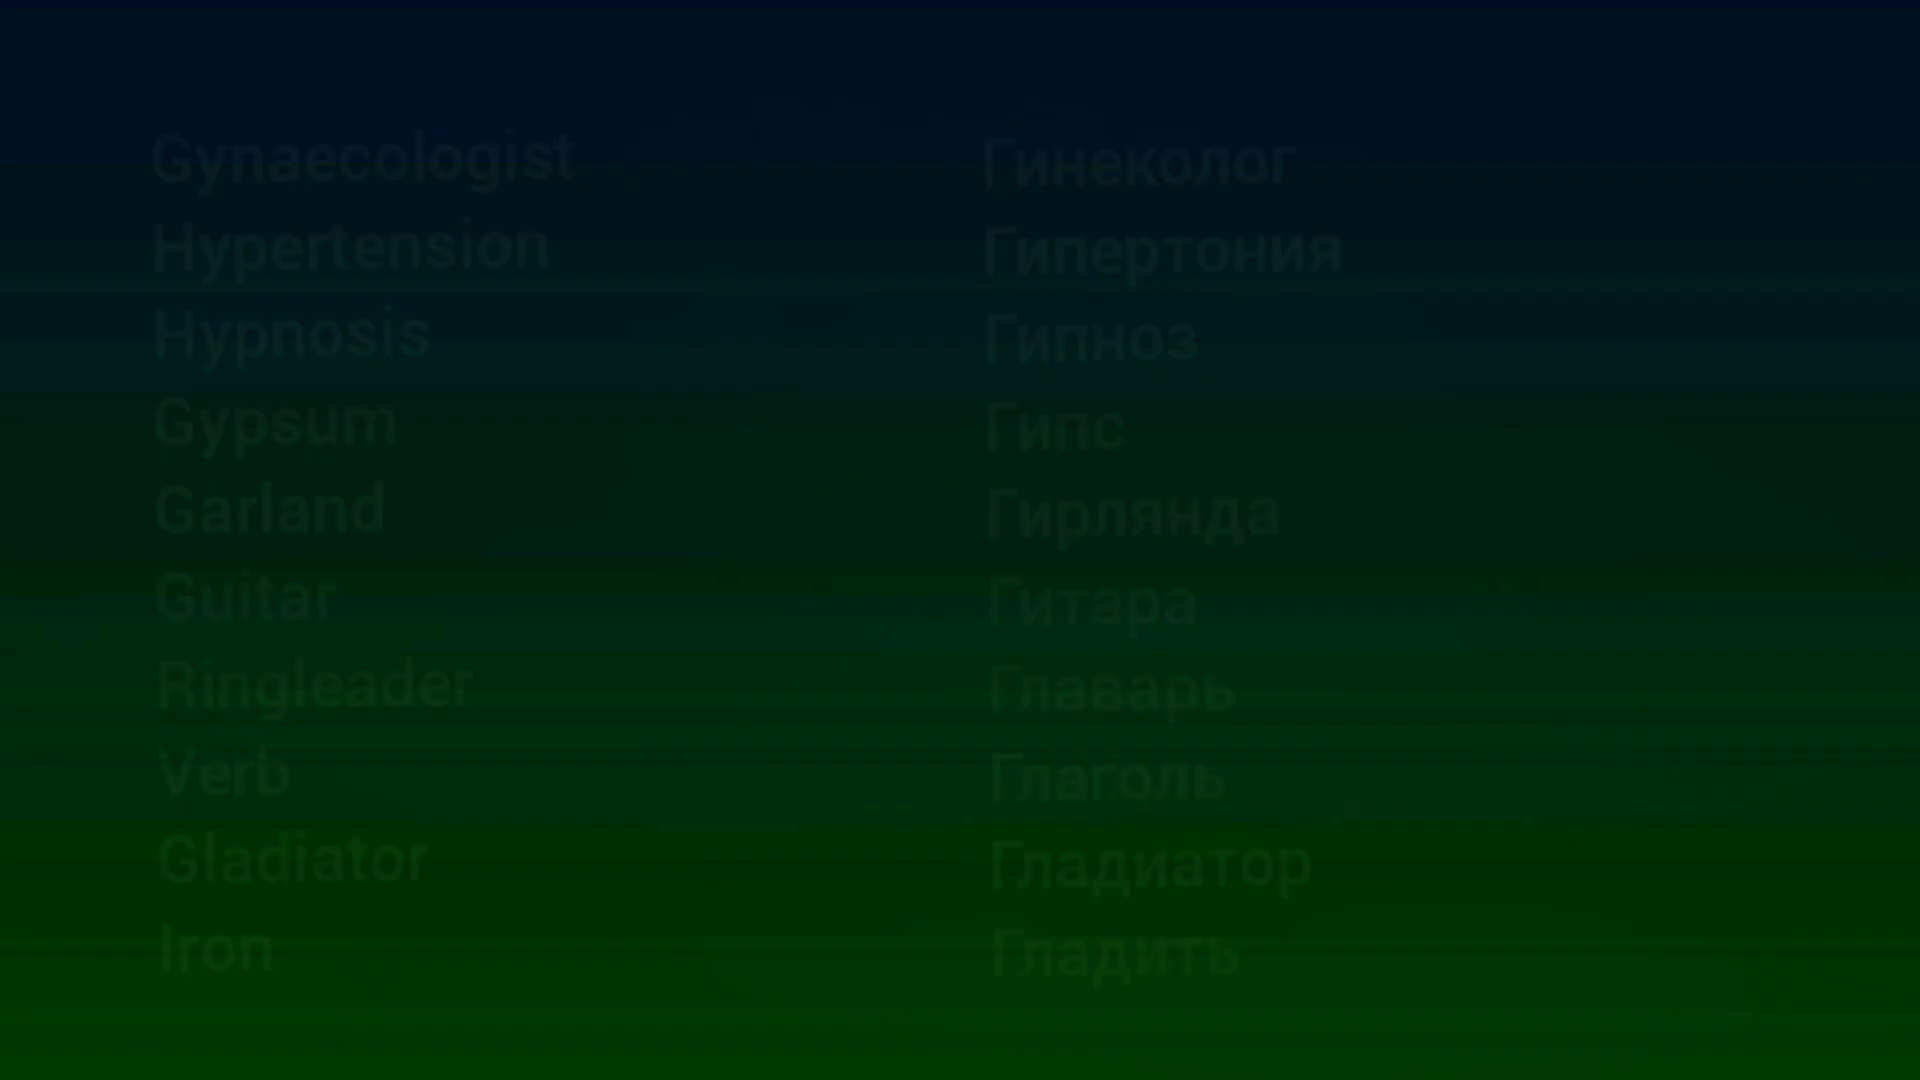 Gynaecologist Гинеколог
Hypertension Гипертония
Hypnosis Гипноз
Gypsum Гипс
Garland Гирлянда
Guitar Гитара
Ringleader Главарь
Verb Глаголь
Gladiator Гладиатор
Iron Гладить